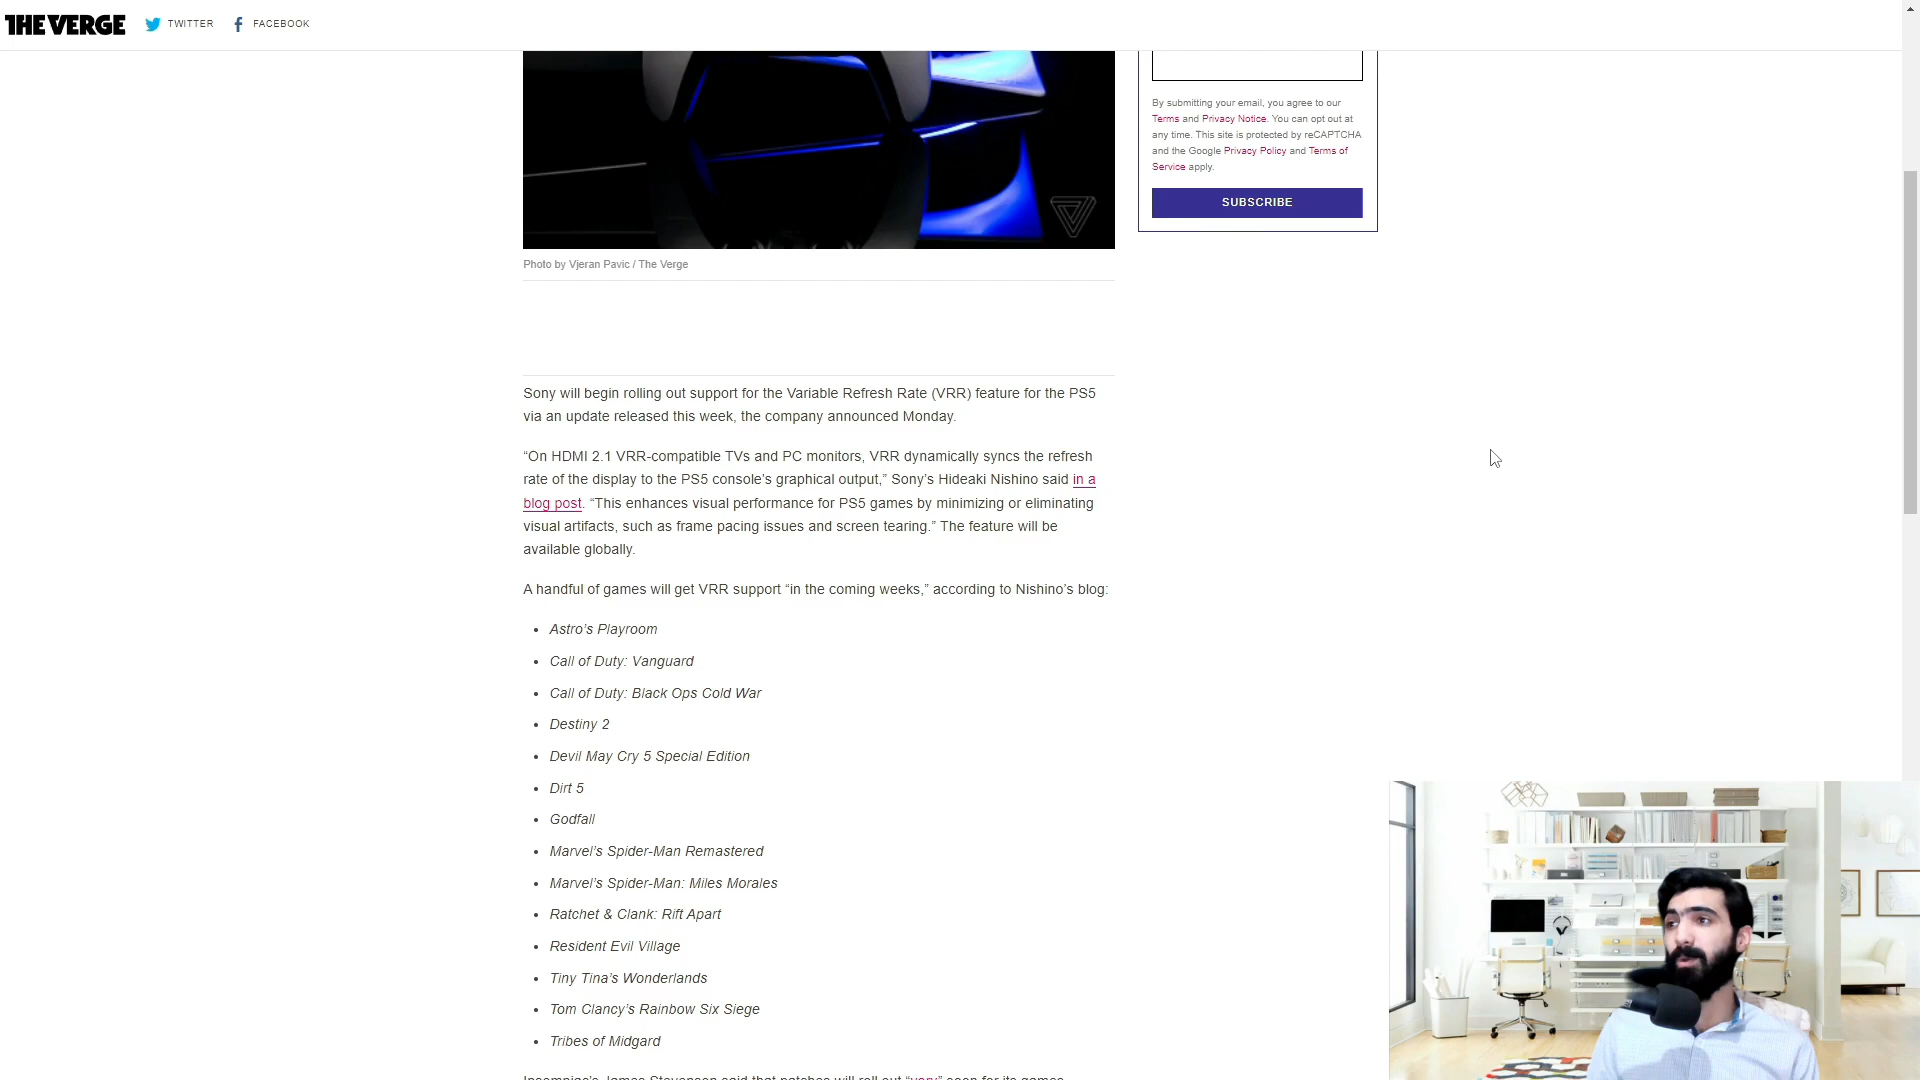 THE VERGE TWITTER FACEBOOK
By submitting your email, you agree to our
Terms and Privacy Notice. You can opt out at
any time. This site is protected by reCAPTCHA
and the Google Privacy Policy and Terms of
Service apply.
SUBSCRIBE
Photo by Vjeran Pavic / The Verge
Sony will begin rolling out support for the Variable Refresh Rate (VRR) feature for the PS5
via an update released this week, the company announced Monday.
“On HDMI 2.1 VRR-compatible TVs and PC monitors, VRR dynamically syncs the refresh
rate of the display to the PS5 console’s graphical output,” Sony’s Hideaki Nishino said in a
blog post. “This enhances visual performance for PS5 games by minimizing or eliminating
visual artifacts, such as frame pacing issues and screen tearing.” The feature will be
available globally.
A handful of games will get VRR support “in the coming weeks,” according to Nishino’s blog:
• Astro’s Playroom
• Call of Duty: Vanguard
• Call of Duty: Black Ops Cold War
• Destiny 2
• Devil May Cry 5 Special Edition
• Dirt 5
• Godfall
• Marvel’s Spider-Man Remastered
• Marvel’s Spider-Man: Miles Morales
• Ratchet & Clank: Rift Apart
• Resident Evil Village
• Tiny Tina’s Wonderlands
• Tom Clancy’s Rainbow Six Siege
• Tribes of Midgard
Insomniac’s James Stevenson said that patches will roll out “very” soon for its games